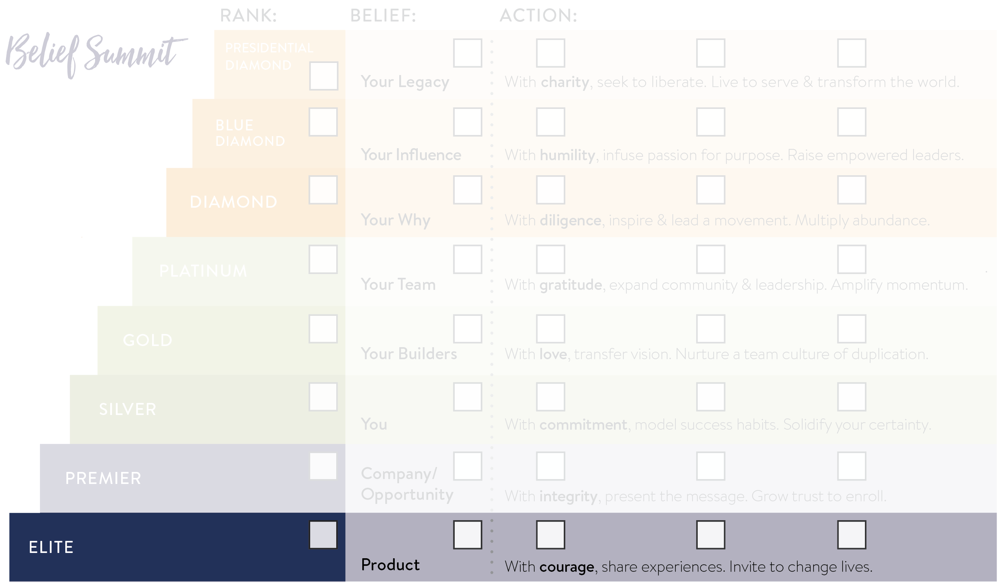 RANK: BELIEF: ACTION:
Belief Summit
PRESIDENTIAL
DIAMOND
Your Legacy With charity, seek to liberate. Live to serve & transform the world.
BLUE
DIAMOND
Your Influence With humility, infuse passion for purpose. Raise empowered leaders.
DIAMOND
Your Why With diligence, inspire & lead a movement. Multiply abundance.
PLATINUM
Your Team With gratitude, expand community & leadership. Amplify momentum.
GOLD
Your Builders With love, transfer vision. Nurture a team culture of duplication.
SILVER
You With commitment, model success habits. Solidify your certainty.
PREMIER
Company/
Opportunity With integrity, present the message. Grow trust to enroll.
ELITE
Product With courage, share experiences. Invite to change lives.